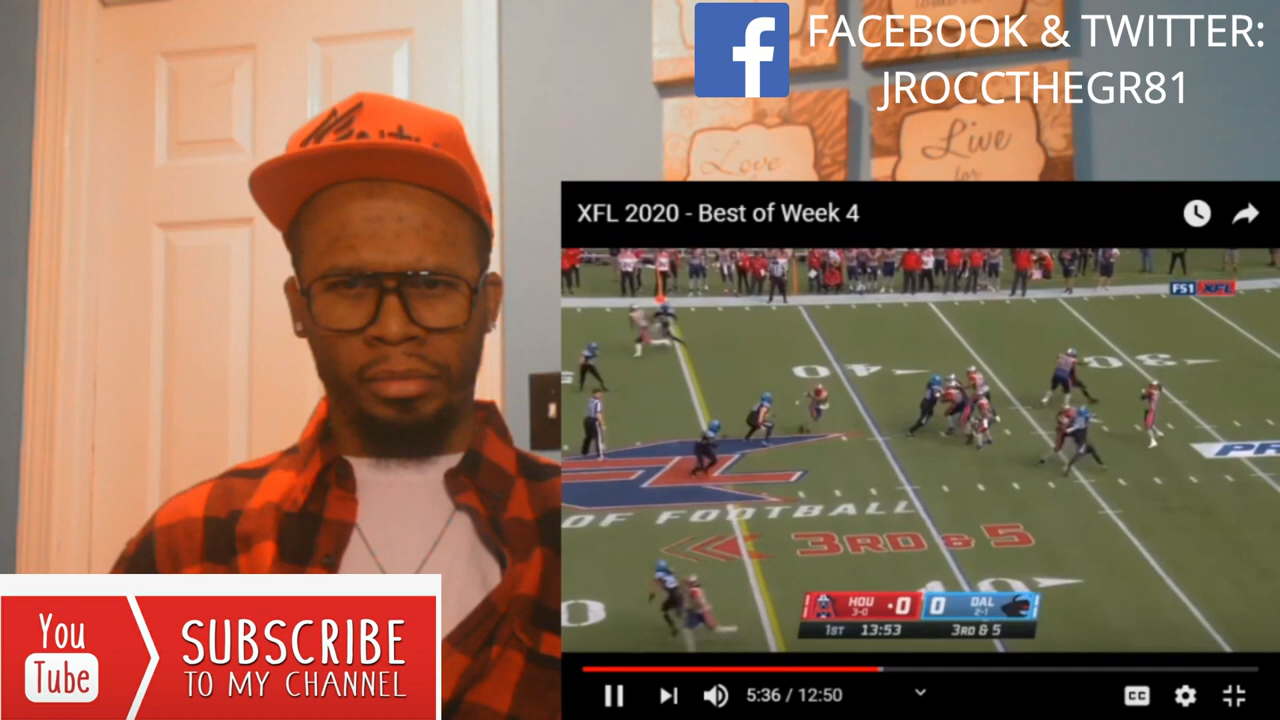 FACEBOOK & TWITTER:
JROCCTHEGR81
Love
Live
for
XFL 2020 - Best of Week 4
FS1 XFL
40
30
OF FOOTBALL
3RD & 5
HOU 0 0 DAL
3-0 2-1
1ST 13:53 3RD & 5
You
Tube
SUBSCRIBE
TO MY CHANNEL
5:36 / 12:50
CC